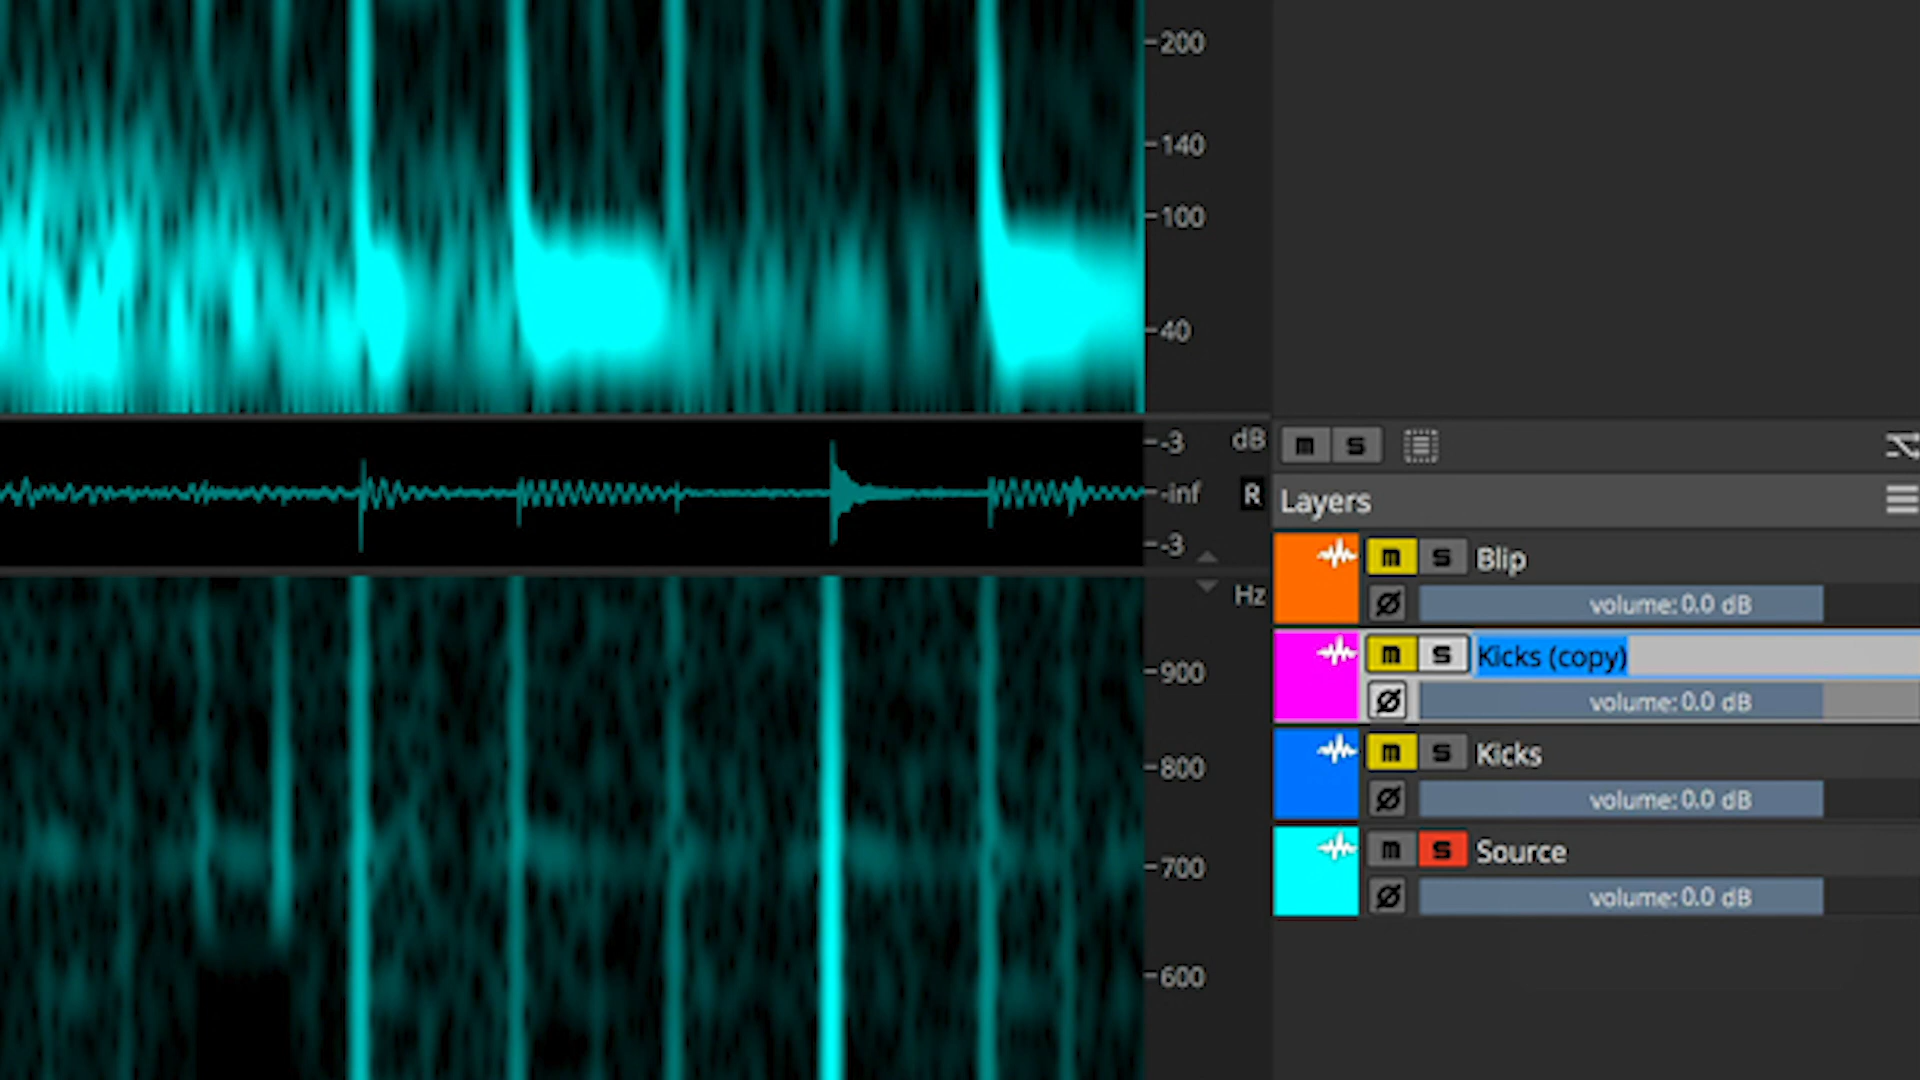 200
140
100
40
-3
dB
-inf
R
-3
Hz
900
800
700
600
m S
Layers
m S Blip
Ø volume: 0.0 dB
m S Kicks (copy)
Ø volume: 0.0 dB
m S Kicks
Ø volume: 0.0 dB
m S Source
Ø volume: 0.0 dB